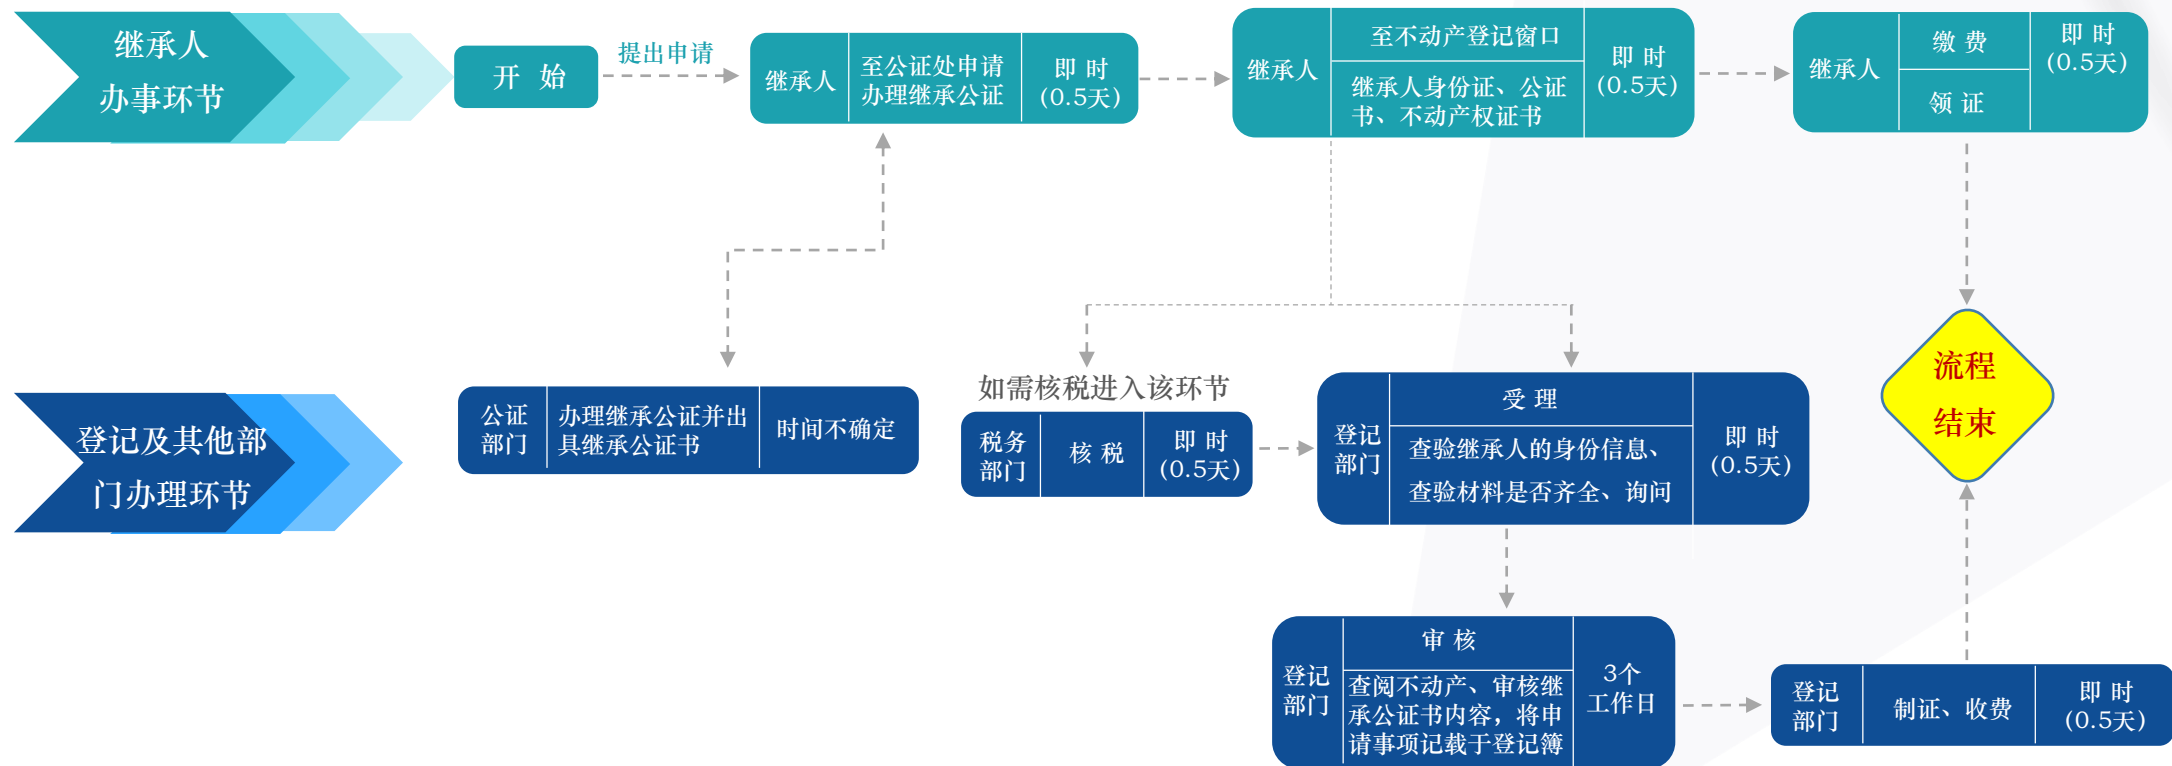 继承人
办事环节
开 始
提出申请
继承人
至公证处申请
办理继承公证
即 时
(0.5天)
继承人
至不动产登记窗口
继承人身份证、公证
书、不动产权证书
即 时
(0.5天)
继承人
缴 费
领 证
即 时
(0.5天)
登记及其他部
门办理环节
公证
部门
办理继承公证并出
具继承公证书
时间不确定
如需核税进入该环节
税务
部门
核 税
即 时
(0.5天)
登记
部门
受 理
查验继承人的身份信息、
查验材料是否齐全、询问
即 时
(0.5天)
流程
结束
登记
部门
审 核
查阅不动产、审核继
承公证书内容，将申
请事项记载于登记簿
3个
工作日
登记
部门
制证、收费
即 时
(0.5天)